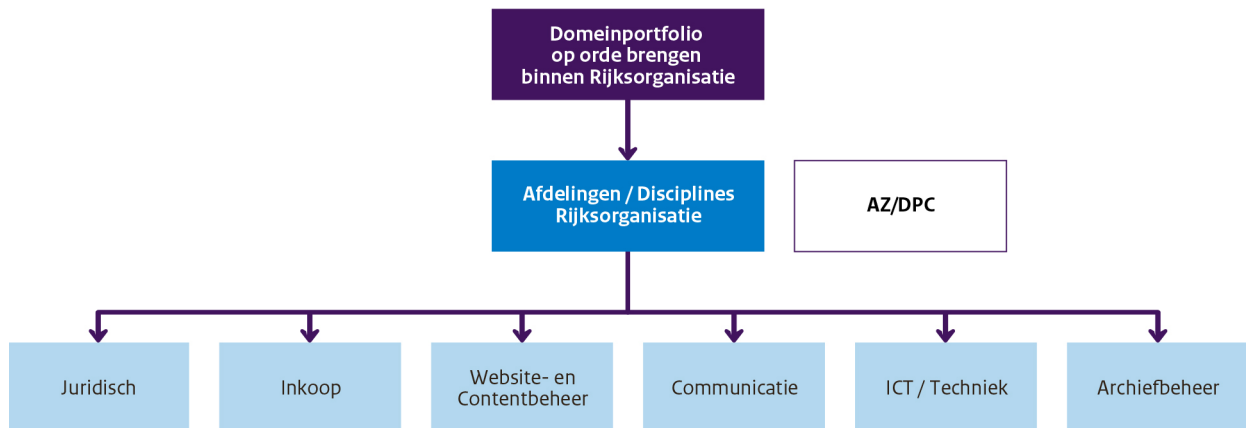 Domeinportfolio
op orde brengen
binnen Rijksorganisatie
Afdelingen / Disciplines
Rijksorganisatie
AZ/DPC
Juridisch
Inkoop
Website- en
Contentbeheer
Communicatie
ICT / Techniek
Archiefbeheer